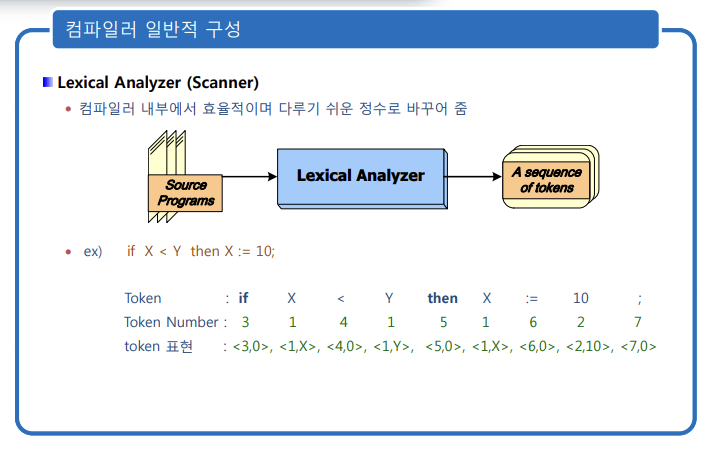 컴파일러 일반적 구성
Lexical Analyzer (Scanner)
• 컴파일러 내부에서 효율적이며 다루기 쉬운 정수로 바꾸어 줌
Source
Programs
Lexical Analyzer
A sequence
of tokens
• ex) if X < Y then X := 10;
Token : if X < Y then X := 10 ;
Token Number : 3 1 4 1 5 1 6 2 7
token 표현 : <3,0>, <1,X>, <4,0>, <1,Y>, <5,0>, <1,X>, <6,0>, <2,10>, <7,0>